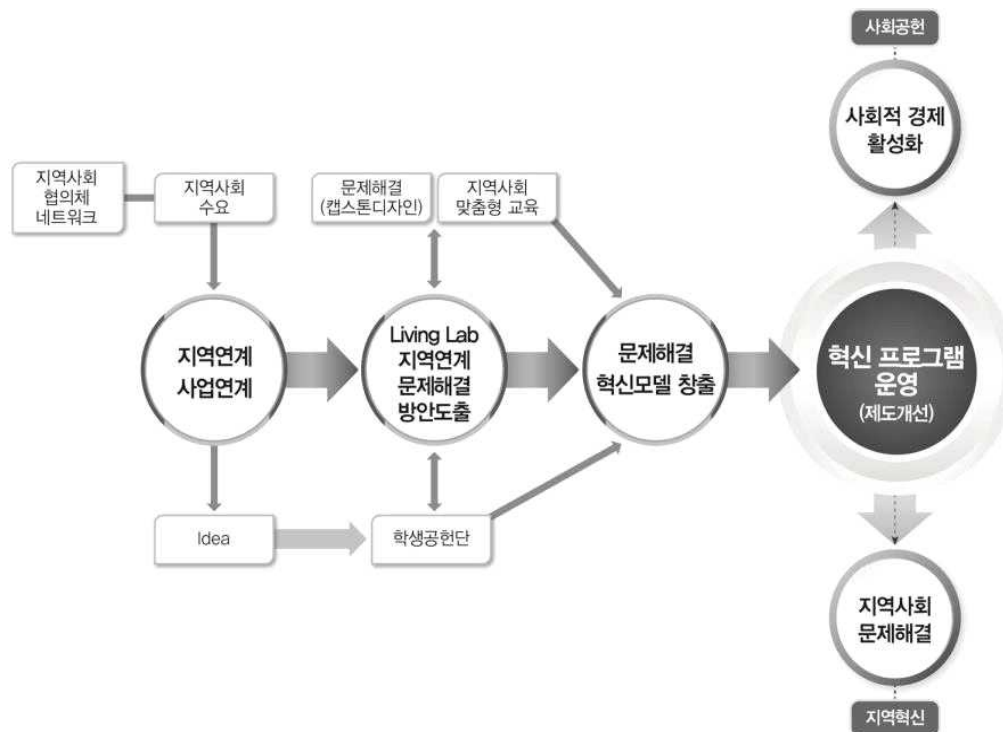 사회공헌
사회적 경제
활성화
지역사회
협의체
네트워크
지역사회
수요
문제해결
(캡스톤디자인)
지역사회
맞춤형 교육
지역연계
사업연계
Living Lab
지역연계
문제해결
방안도출
문제해결
혁신모델 창출
혁신 프로그램
운영
(제도개선)
Idea
학생공헌단
지역사회
문제해결
지역혁신